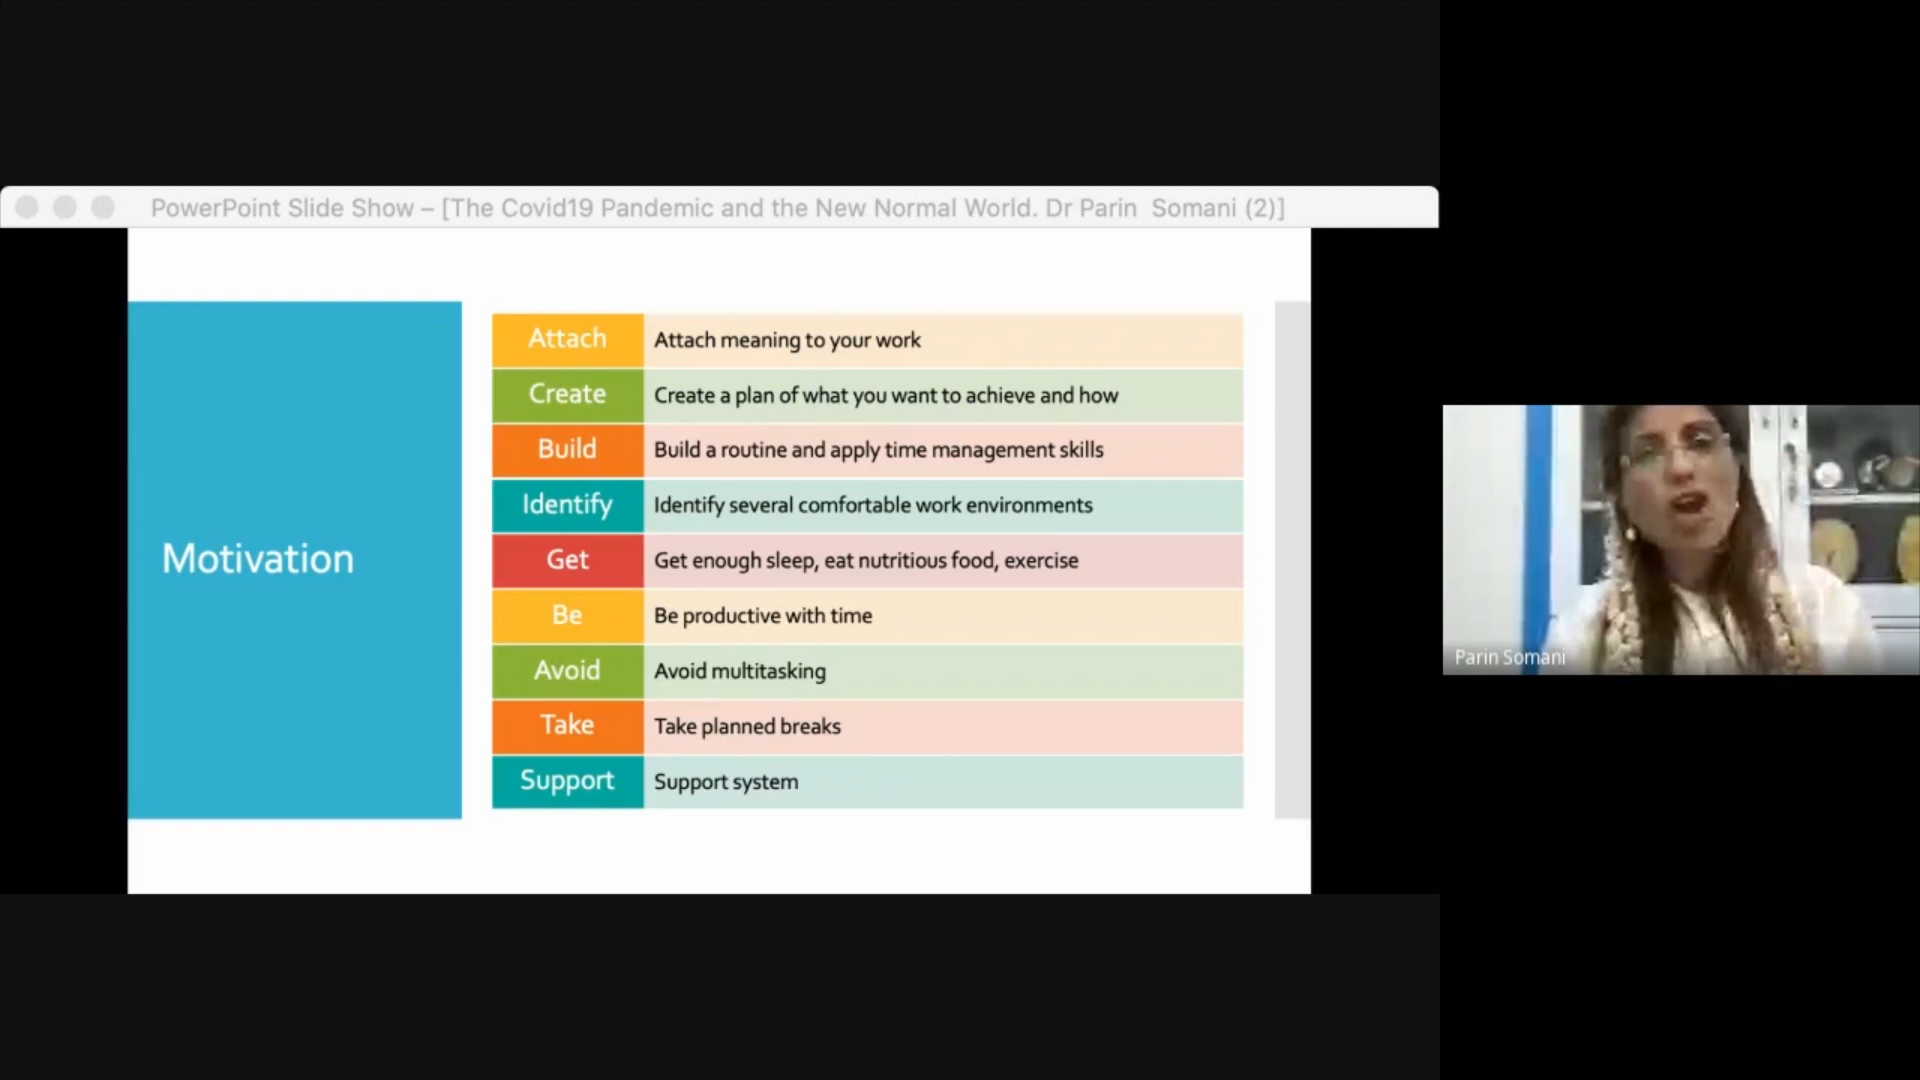 PowerPoint Slide Show – [The Covid19 Pandemic and the New Normal World. Dr Parin  Somani (2)]
Motivation
Attach Attach meaning to your work
Create Create a plan of what you want to achieve and how
Build Build a routine and apply time management skills
Identify Identify several comfortable work environments
Get Get enough sleep, eat nutritious food, exercise
Be Be productive with time
Avoid Avoid multitasking
Take Take planned breaks
Support Support system
Parin Somani